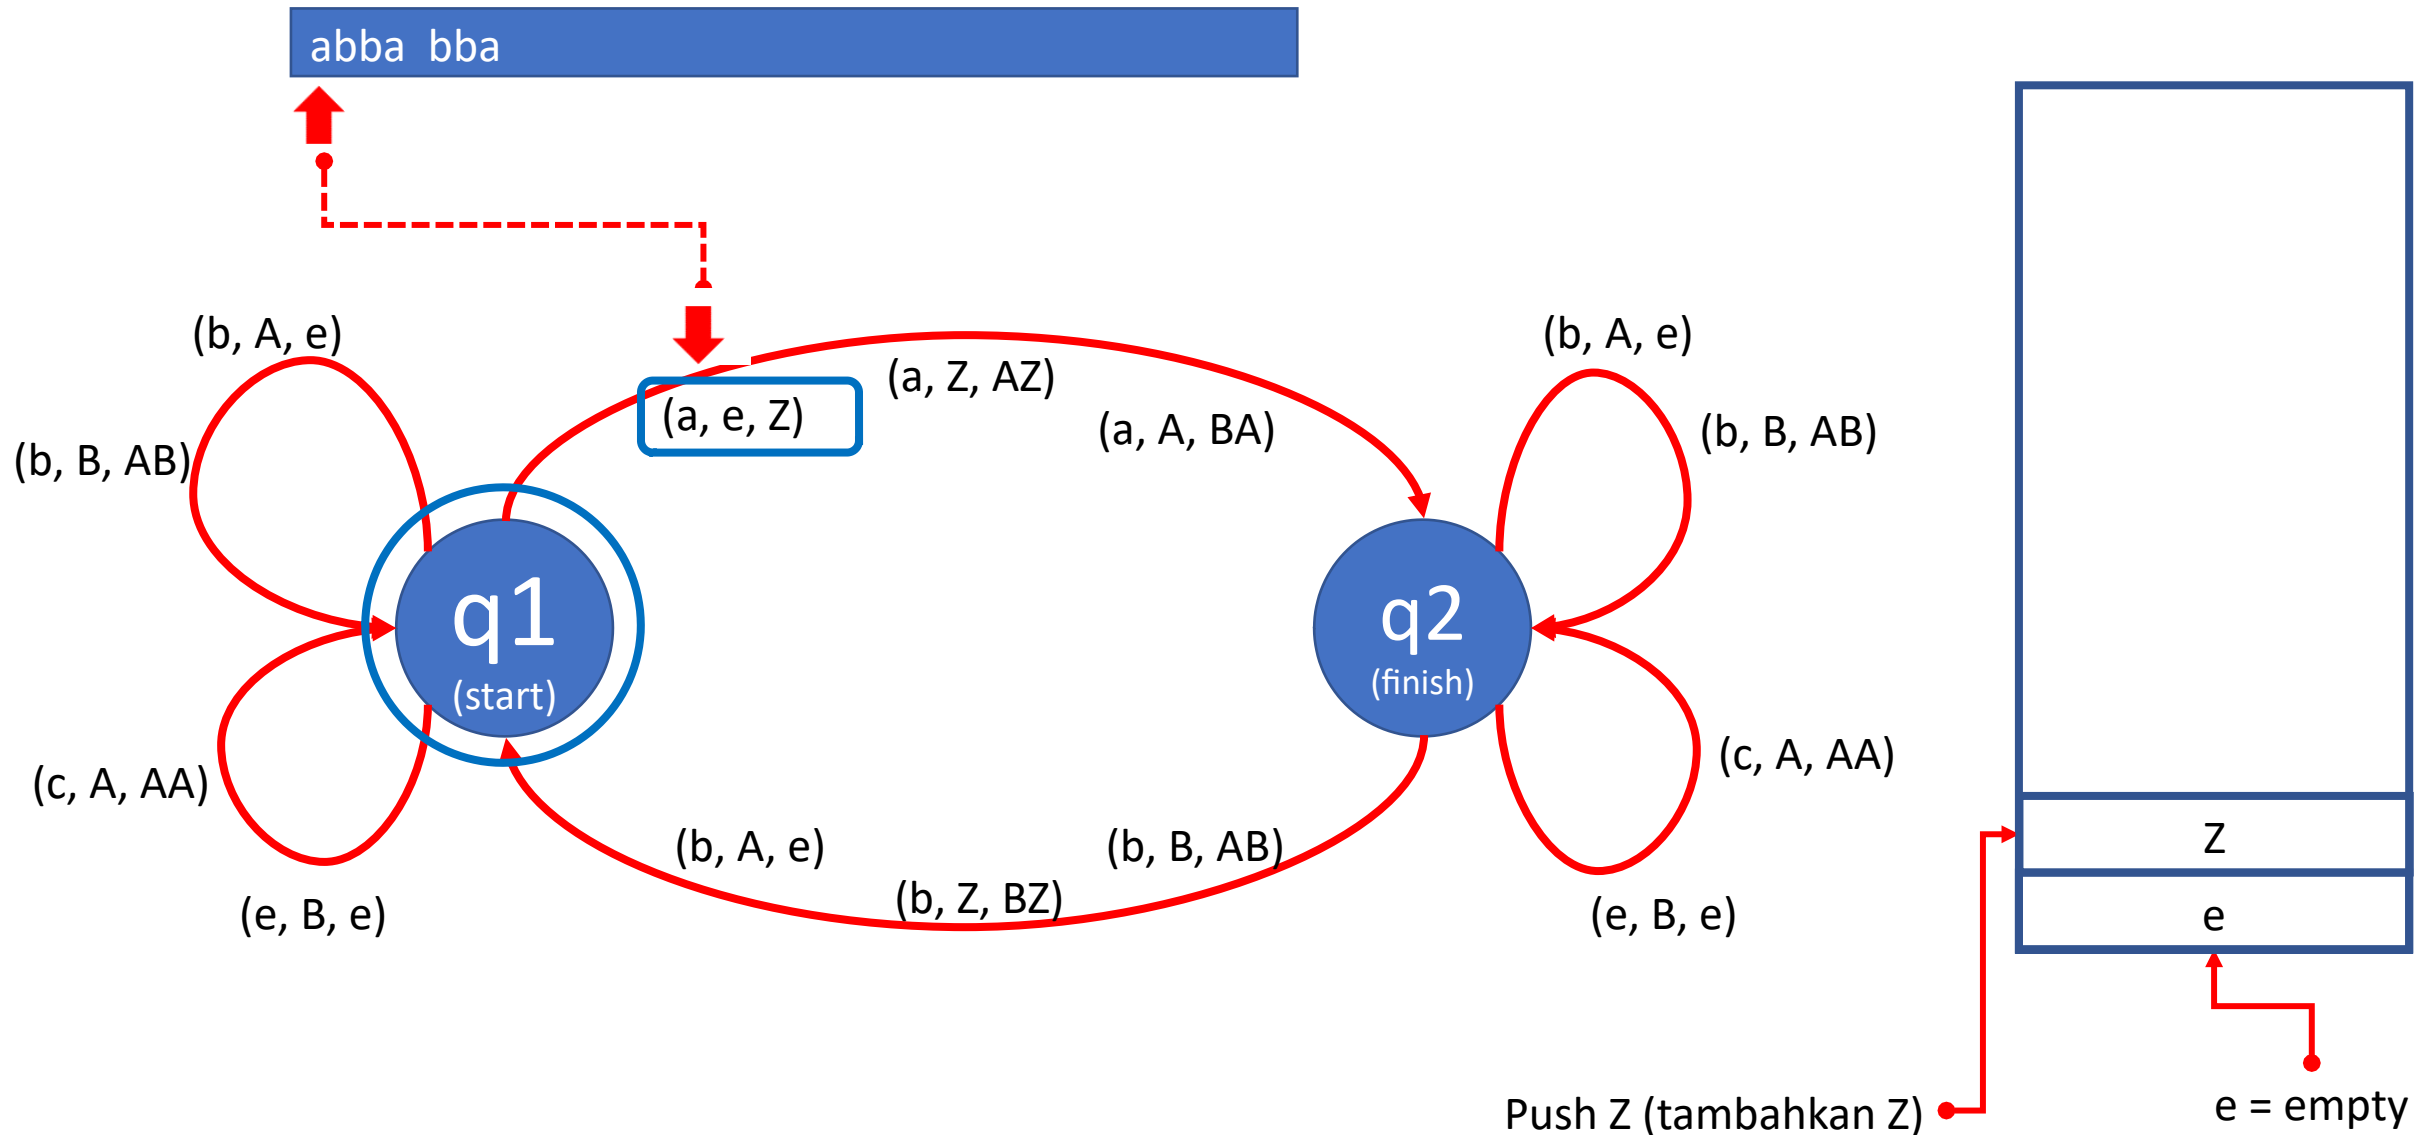 abba  bba
(b, A, e)
(b, A, e)
(a, Z, AZ)
(a, e, Z)
(a, A, BA)
(b, B, AB)
(b, B, AB)
q1
(start)
q2
(finish)
(c, A, AA)
(c, A, AA)
(b, A, e)
(b, B, AB)
(b, Z, BZ)
(e, B, e)
(e, B, e)
Z
e
Push Z (tambahkan Z)
e = empty